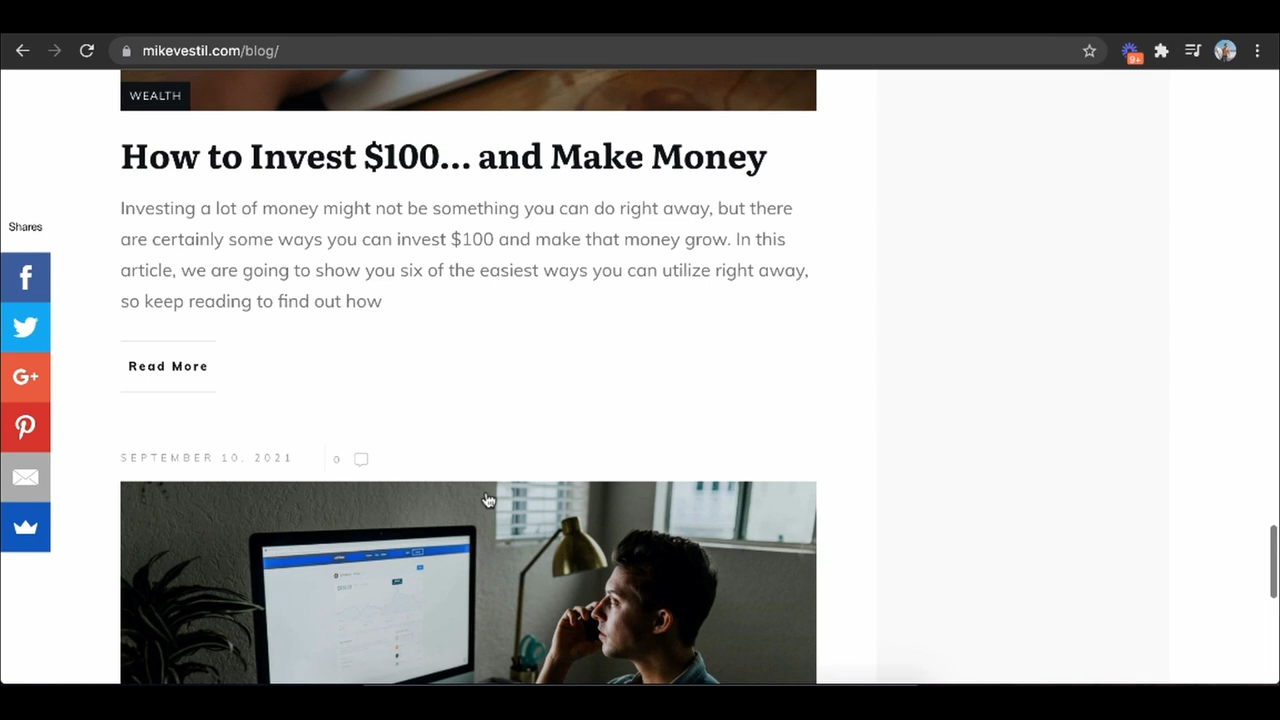 mikevestil.com/blog/
9+
WEALTH
How to Invest $100... and Make Money
Investing a lot of money might not be something you can do right away, but there
are certainly some ways you can invest $100 and make that money grow. In this
article, we are going to show you six of the easiest ways you can utilize right away,
so keep reading to find out how
Shares
f
G+
Read More
SEPTEMBER 10, 2021
0